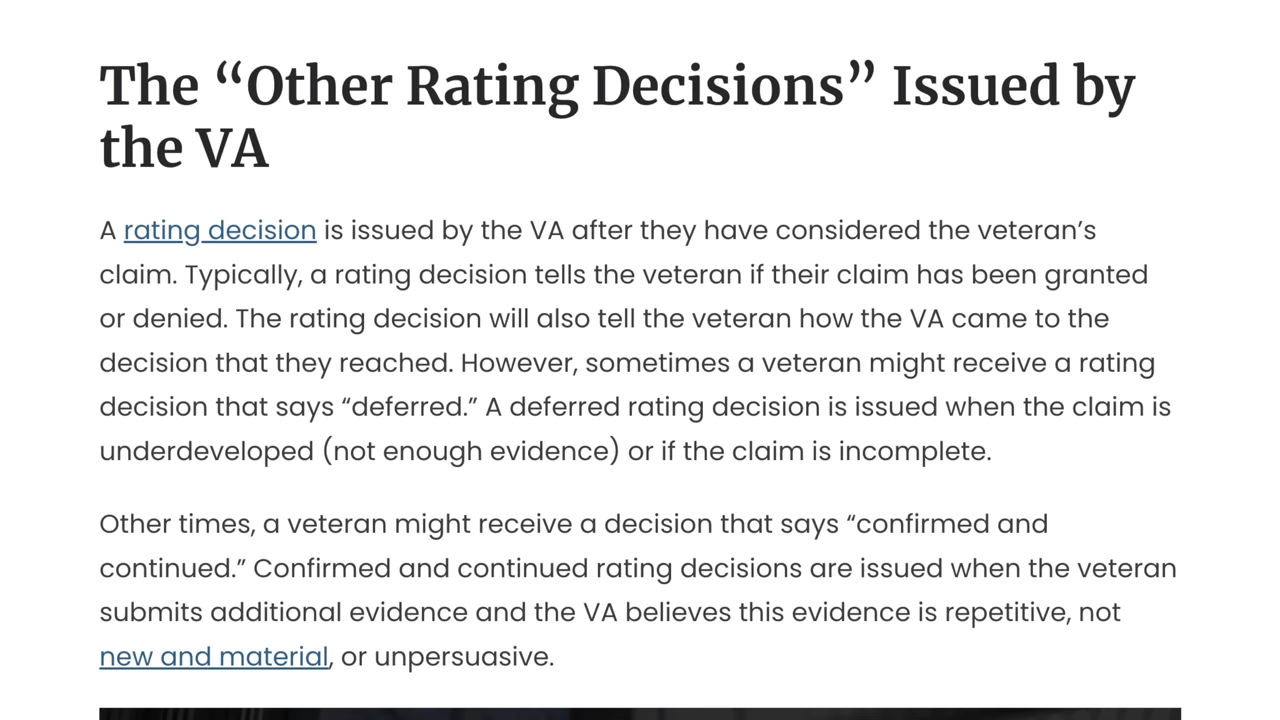 The “Other Rating Decisions” Issued by
the VA
A rating decision is issued by the VA after they have considered the veteran’s
claim. Typically, a rating decision tells the veteran if their claim has been granted
or denied. The rating decision will also tell the veteran how the VA came to the
decision that they reached. However, sometimes a veteran might receive a rating
decision that says “deferred.” A deferred rating decision is issued when the claim is
underdeveloped (not enough evidence) or if the claim is incomplete.
Other times, a veteran might receive a decision that says “confirmed and
continued.” Confirmed and continued rating decisions are issued when the veteran
submits additional evidence and the VA believes this evidence is repetitive, not
new and material, or unpersuasive.